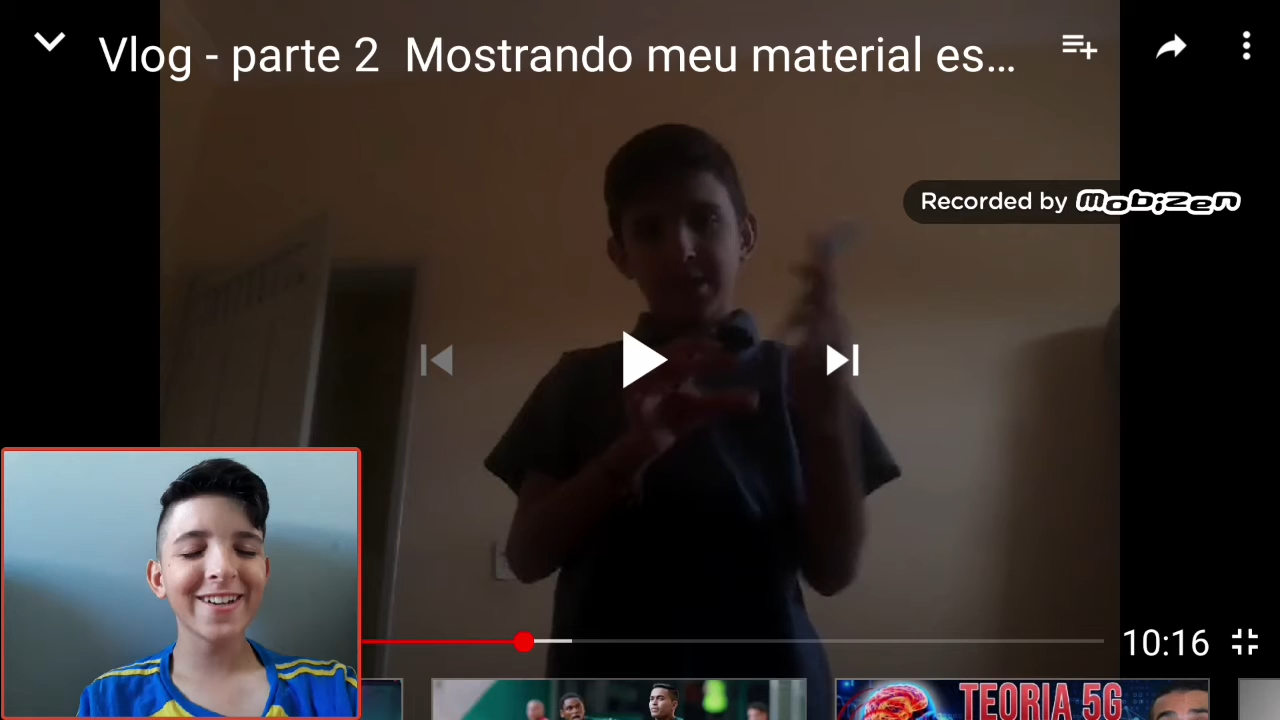 Vlog - parte 2 Mostrando meu material es...
Recorded by mobizen
10:16
TEORIA 5G